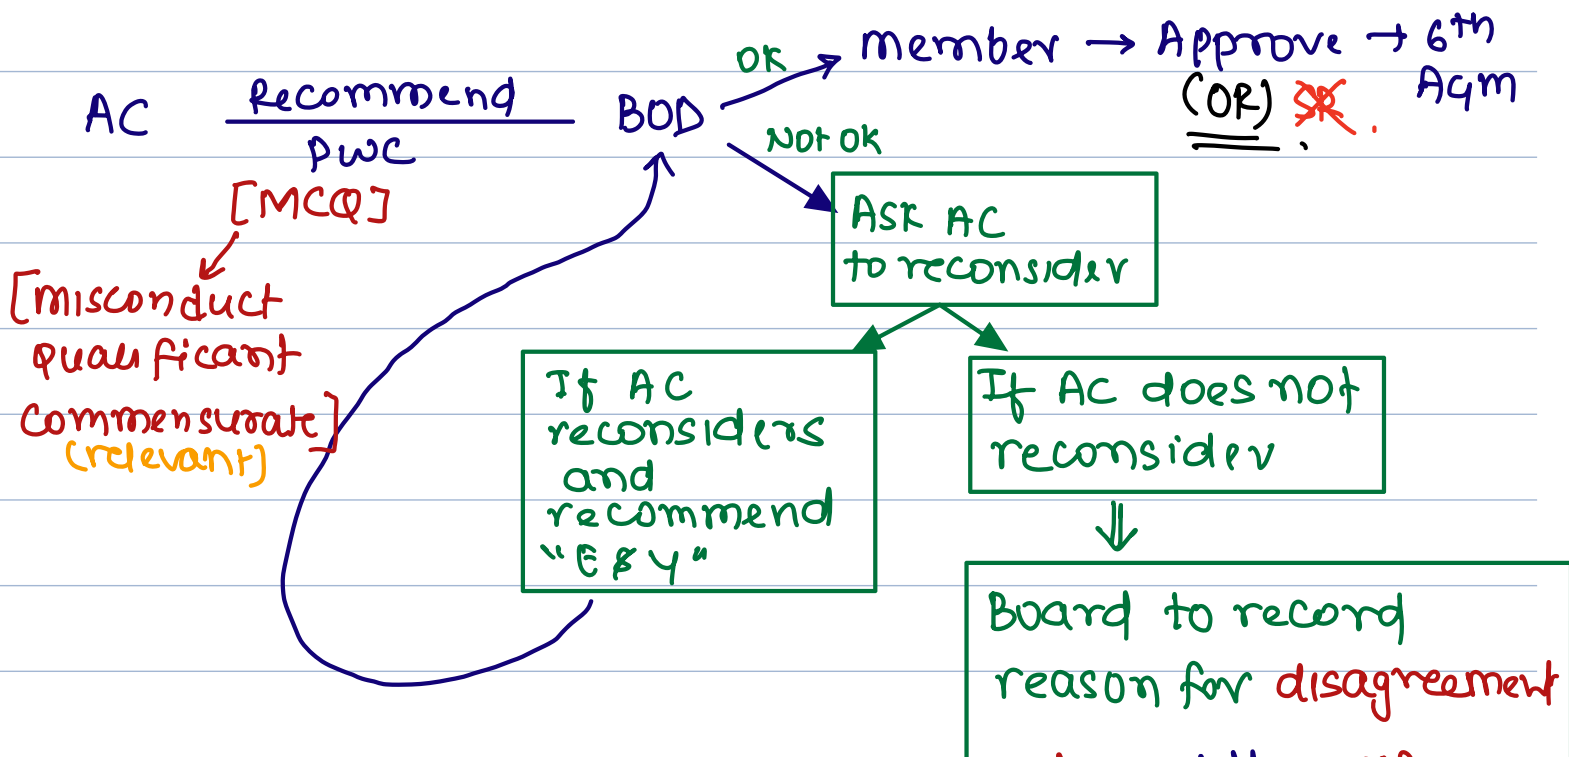 OK
member → Approve → 6th
AGM
(OR)
AC
Recommend
PWC
BOD
Not OK
[MCQ]
[misconduct
qualificant
commensurate]
(relevant)
Ask AC
to reconsider
If AC
reconsiders
and
recommend
"E&Y"
If AC does not
reconsider
Board to record
reason for disagreement